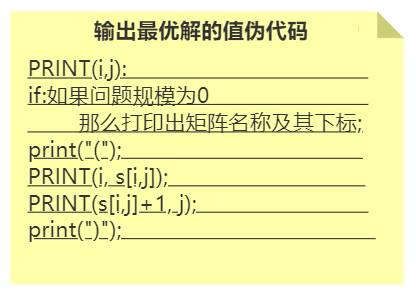 输出最优解的值伪代码
PRINT(i,j):
if:如果问题规模为0
那么打印出矩阵名称及其下标;
print("(");
PRINT(i, s[i,j]);
PRINT(s[i,j]+1, j);
print(")");